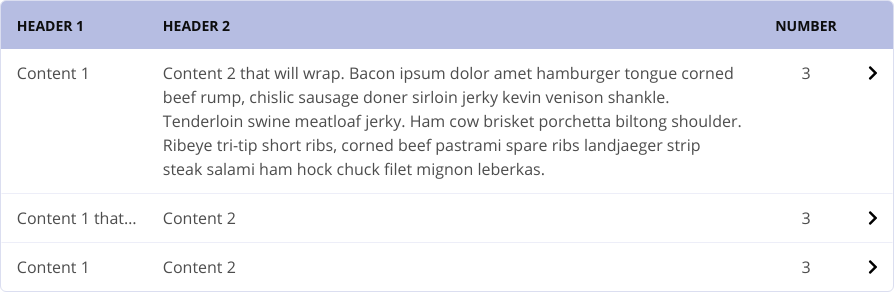 HEADER 1 HEADER 2 NUMBER
Content 1 Content 2 that will wrap. Bacon ipsum dolor amet hamburger tongue corned 3
beef rump, chislic sausage doner sirloin jerky kevin venison shankle.
Tenderloin swine meatloaf jerky. Ham cow brisket porchetta biltong shoulder.
Ribeye tri-tip short ribs, corned beef pastrami spare ribs landjaeger strip
steak salami ham hock chuck filet mignon leberkas.
Content 1 that... Content 2 3
Content 1 Content 2 3